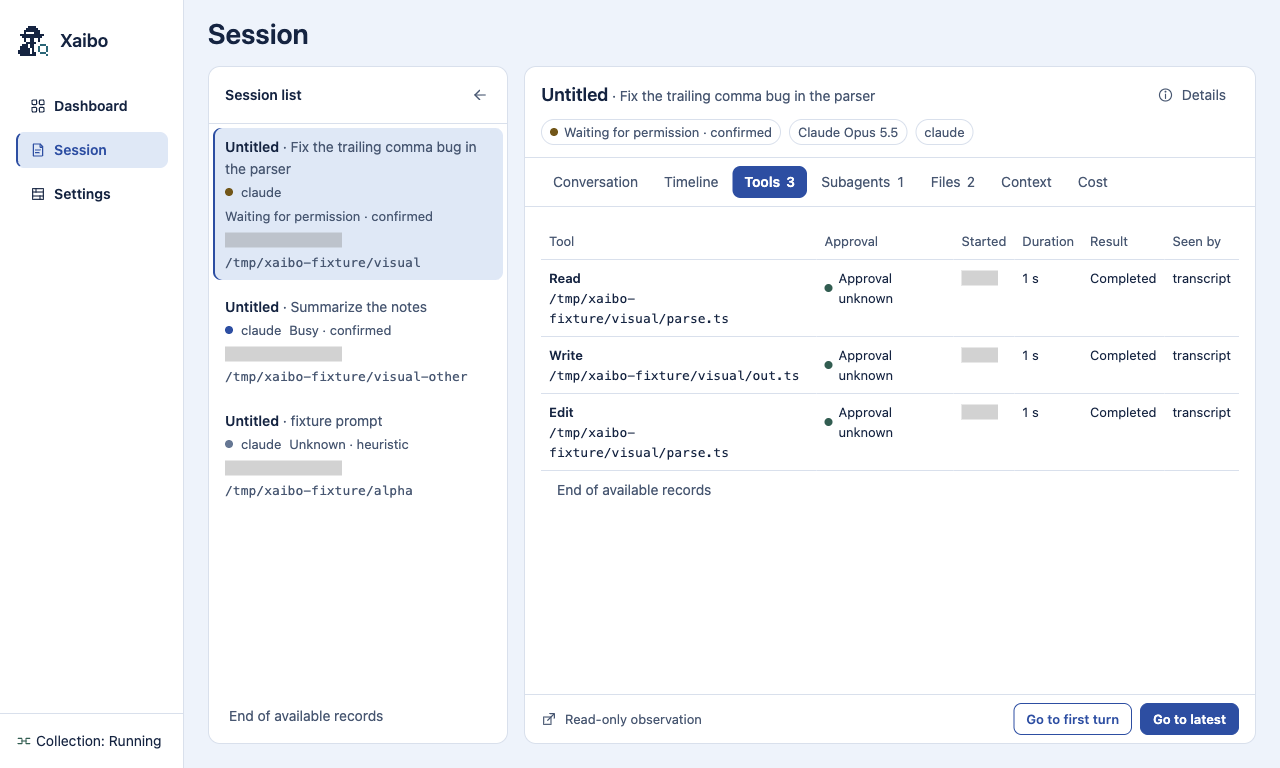 Xaibo
Dashboard
Session
Settings
Collection: Running
Session
Session list
Untitled · Fix the trailing comma bug in
the parser
claude
Waiting for permission · confirmed
/tmp/xaibo-fixture/visual
Untitled · Summarize the notes
claude Busy · confirmed
/tmp/xaibo-fixture/visual-other
Untitled · fixture prompt
claude Unknown · heuristic
/tmp/xaibo-fixture/alpha
End of available records
Untitled · Fix the trailing comma bug in the parser
Details
Waiting for permission · confirmed
Claude Opus 5.5
claude
Conversation Timeline Tools 3 Subagents 1 Files 2 Context Cost
Tool Approval Started Duration Result Seen by
Read
/tmp/xaibo-
fixture/visual/parse.ts
Approval
unknown
1 s
Completed
transcript
Write
/tmp/xaibo-fixture/visual/out.ts
Approval
unknown
1 s
Completed
transcript
Edit
/tmp/xaibo-
fixture/visual/parse.ts
Approval
unknown
1 s
Completed
transcript
End of available records
Read-only observation
Go to first turn
Go to latest